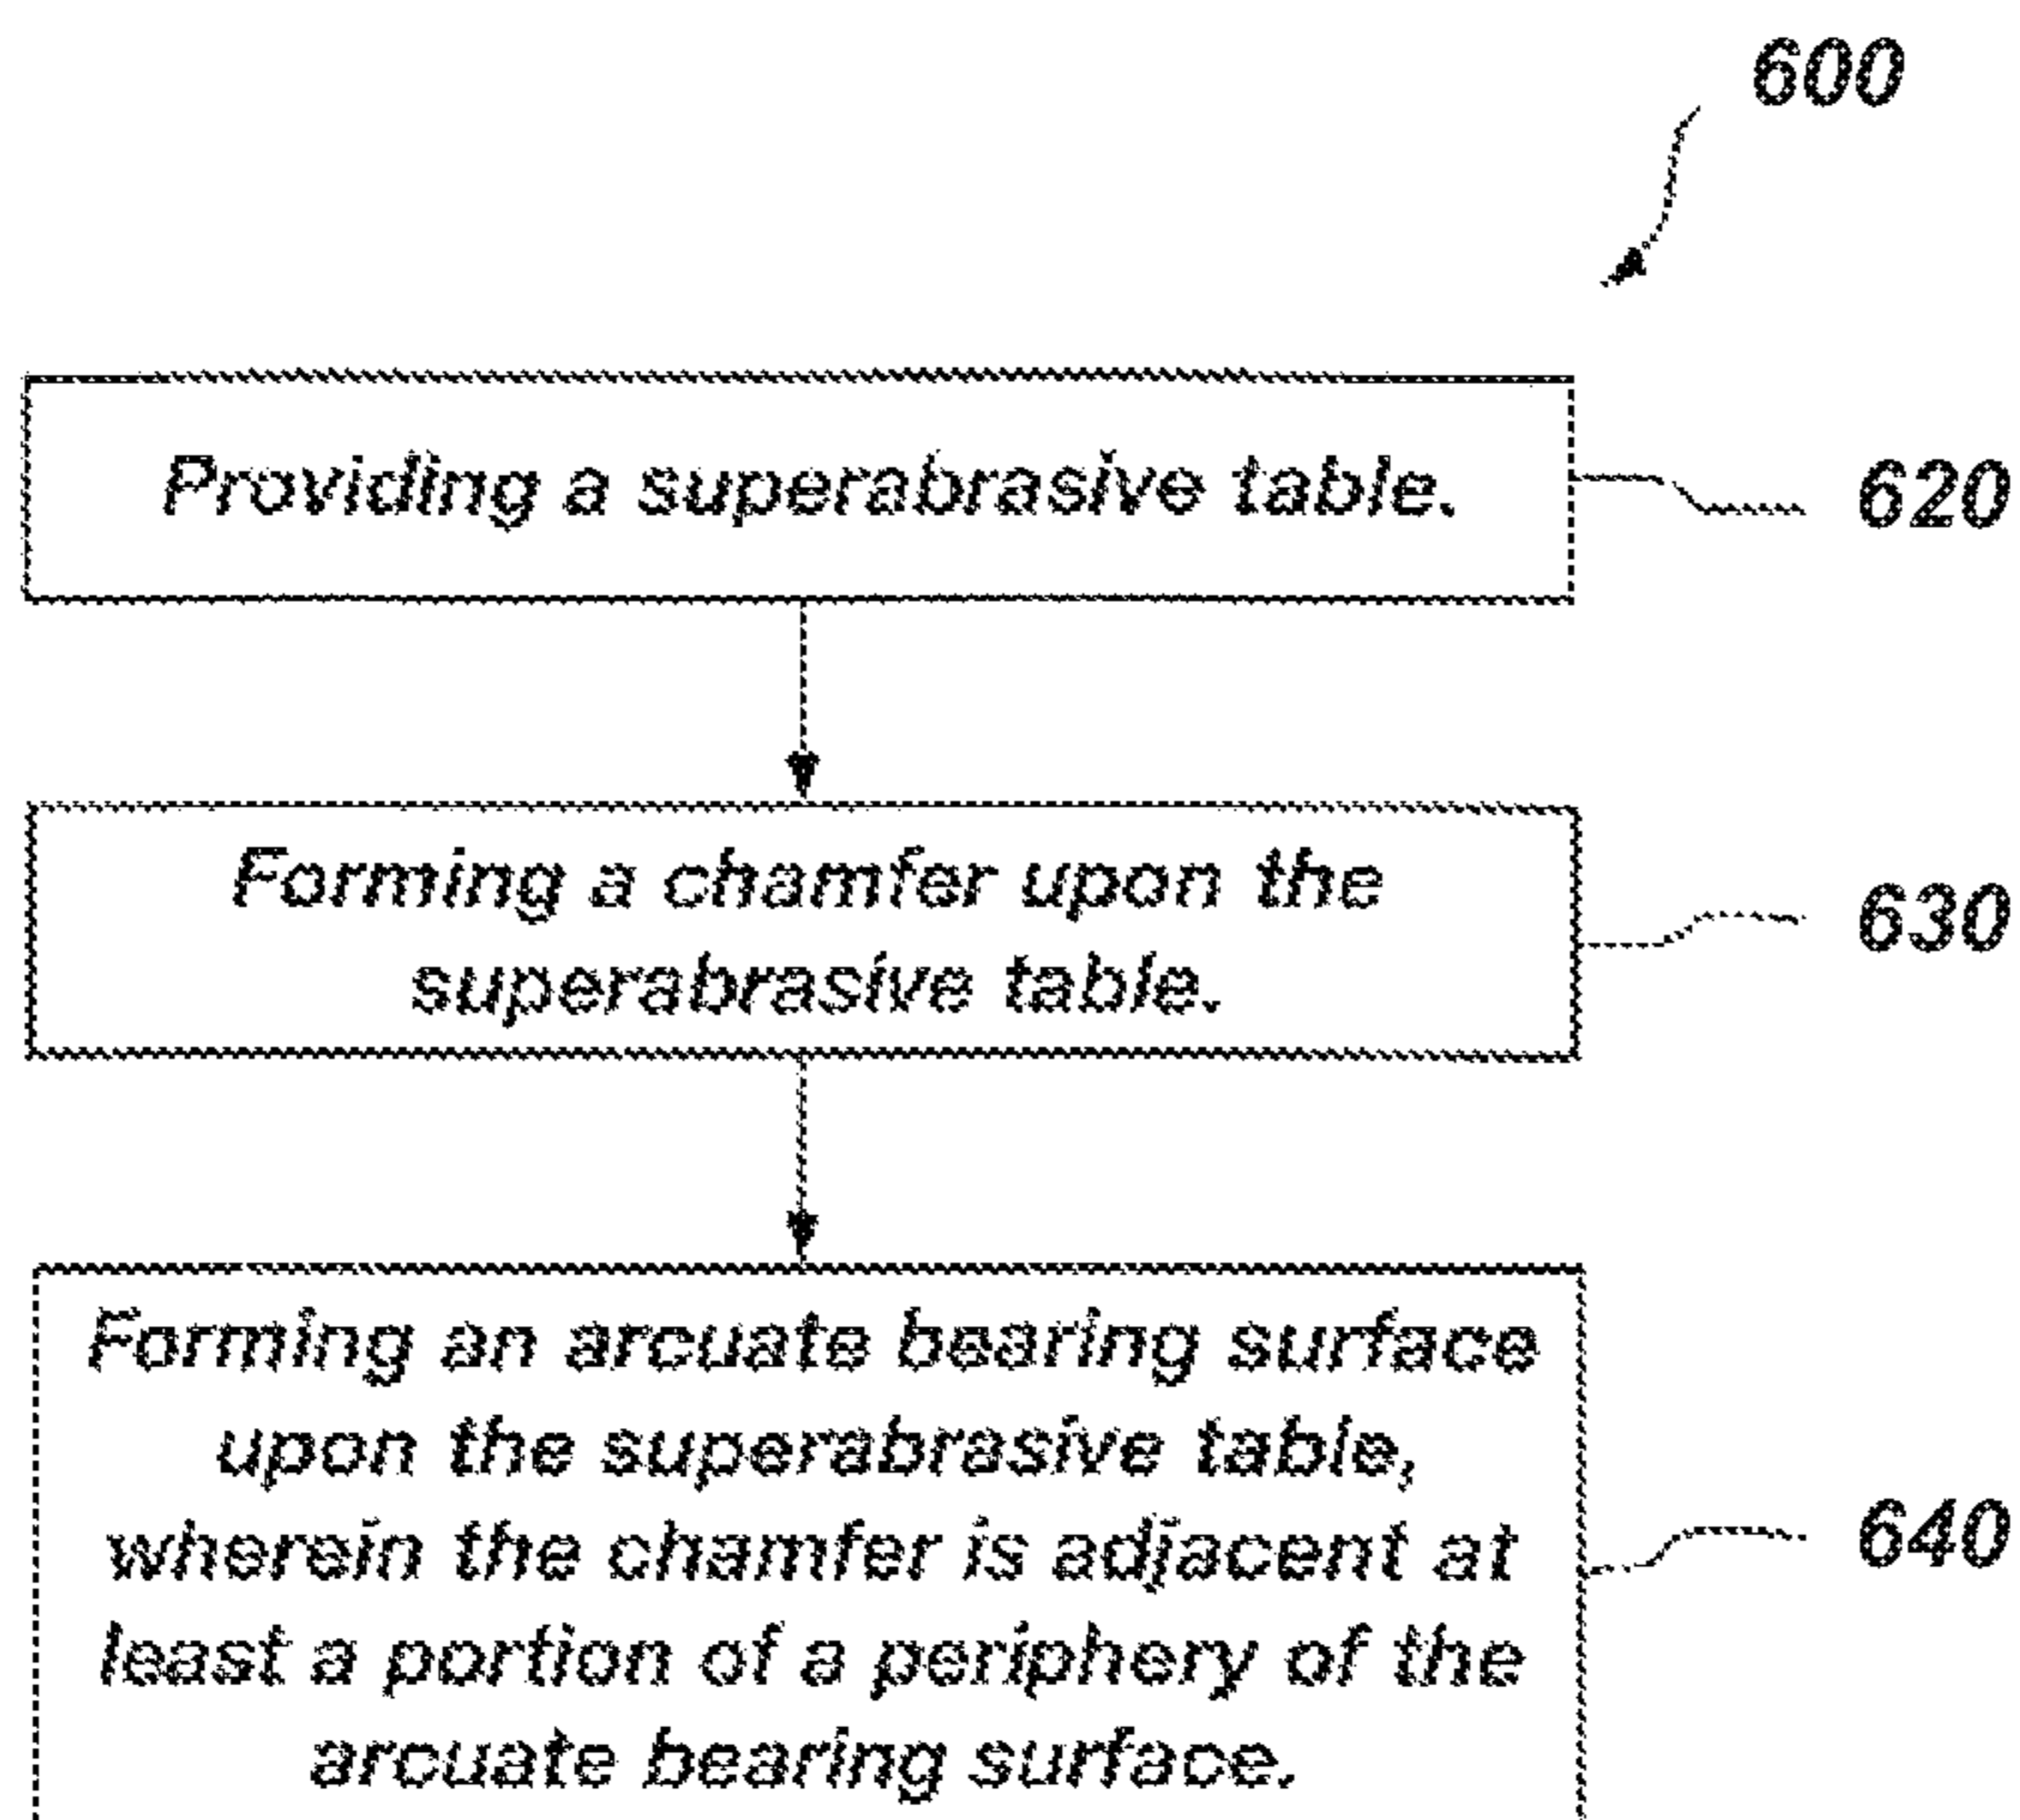 600
Providing a superabrasive table.
620
Forming a chamfer upon the
superabrasive table.
630
Forming an arcuate bearing surface
upon the superabrasive table,
wherein the chamfer is adjacent at
least a portion of a periphery of the
arcuate bearing surface.
640